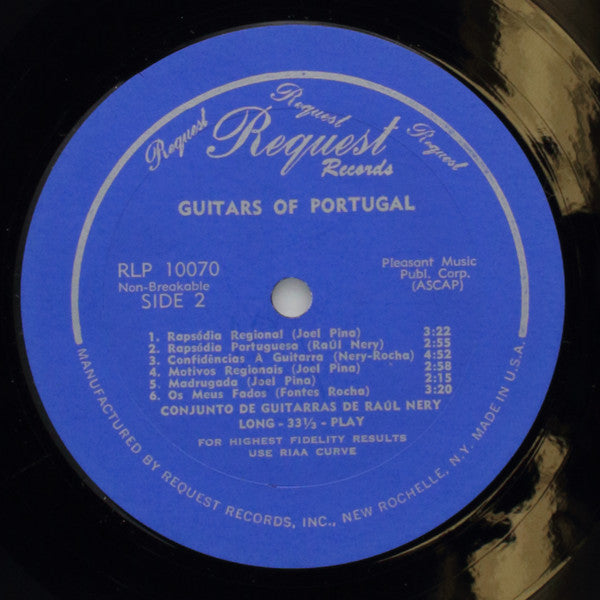 Request Request Request
Request
Records
GUITARS OF PORTUGAL
RLP 10070
Non-Breakable
SIDE 2
Pleasant Music
Publ. Corp.
(ASCAP)
1. Rapsódia Regional (Joel Pina) 3:22
2. Rapsódia Portuguesa (Raúl Nery) 2:55
3. Confidências À Guitarra (Nery-Rocha) 4:52
4. Motivos Regionais (Joel Pina) 2:58
5. Madrugada (Joel Pina) 2:15
6. Os Meus Fados (Fontes Rocha) 3:20
CONJUNTO DE GUITARRAS DE RAÚL NERY
LONG - 33⅓ - PLAY
FOR HIGHEST FIDELITY RESULTS
USE RIAA CURVE
MANUFACTURED BY REQUEST RECORDS, INC., NEW ROCHELLE, N.Y. MADE IN U.S.A.